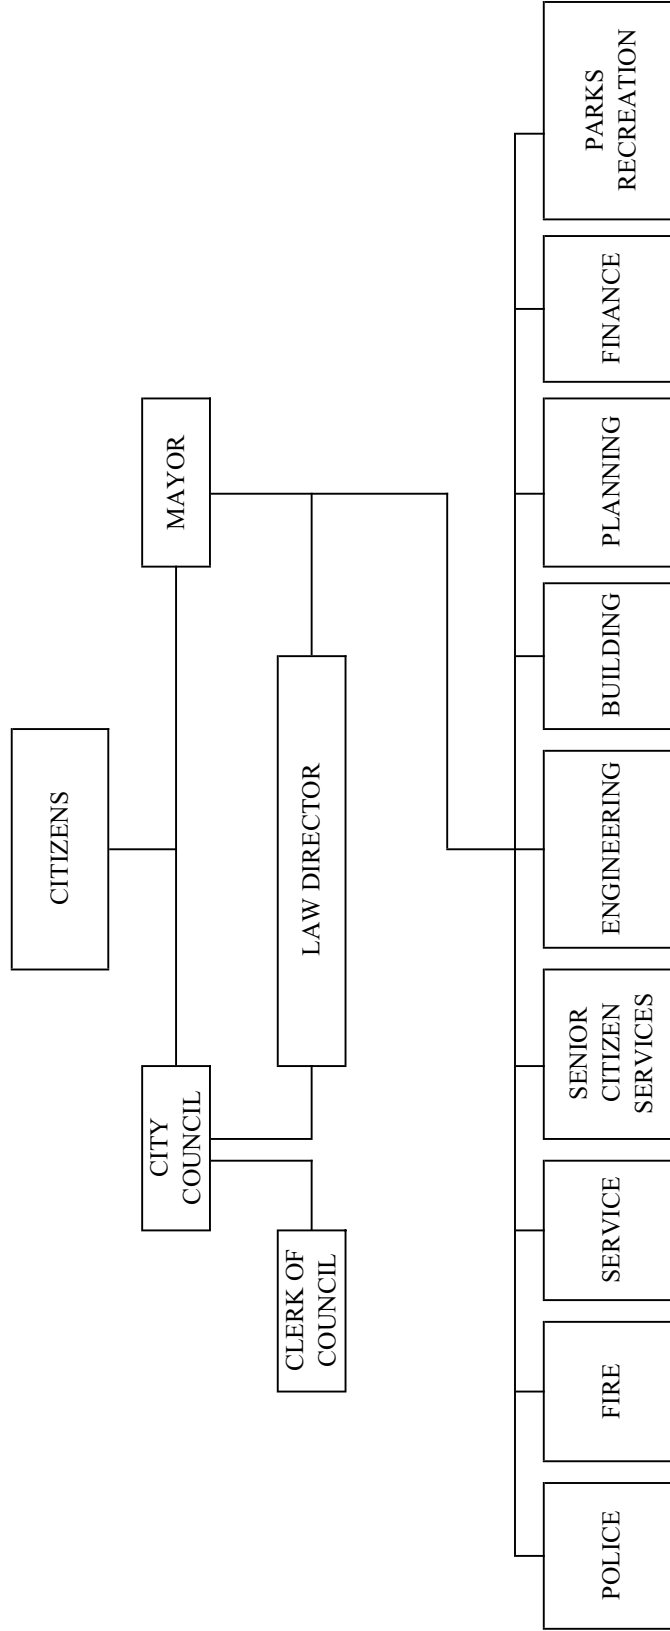 CITIZENS
CITY
COUNCIL
MAYOR
CLERK OF
COUNCIL
LAW DIRECTOR
POLICE
FIRE
SERVICE
SENIOR
CITIZEN
SERVICES
ENGINEERING
BUILDING
PLANNING
FINANCE
PARKS
RECREATION